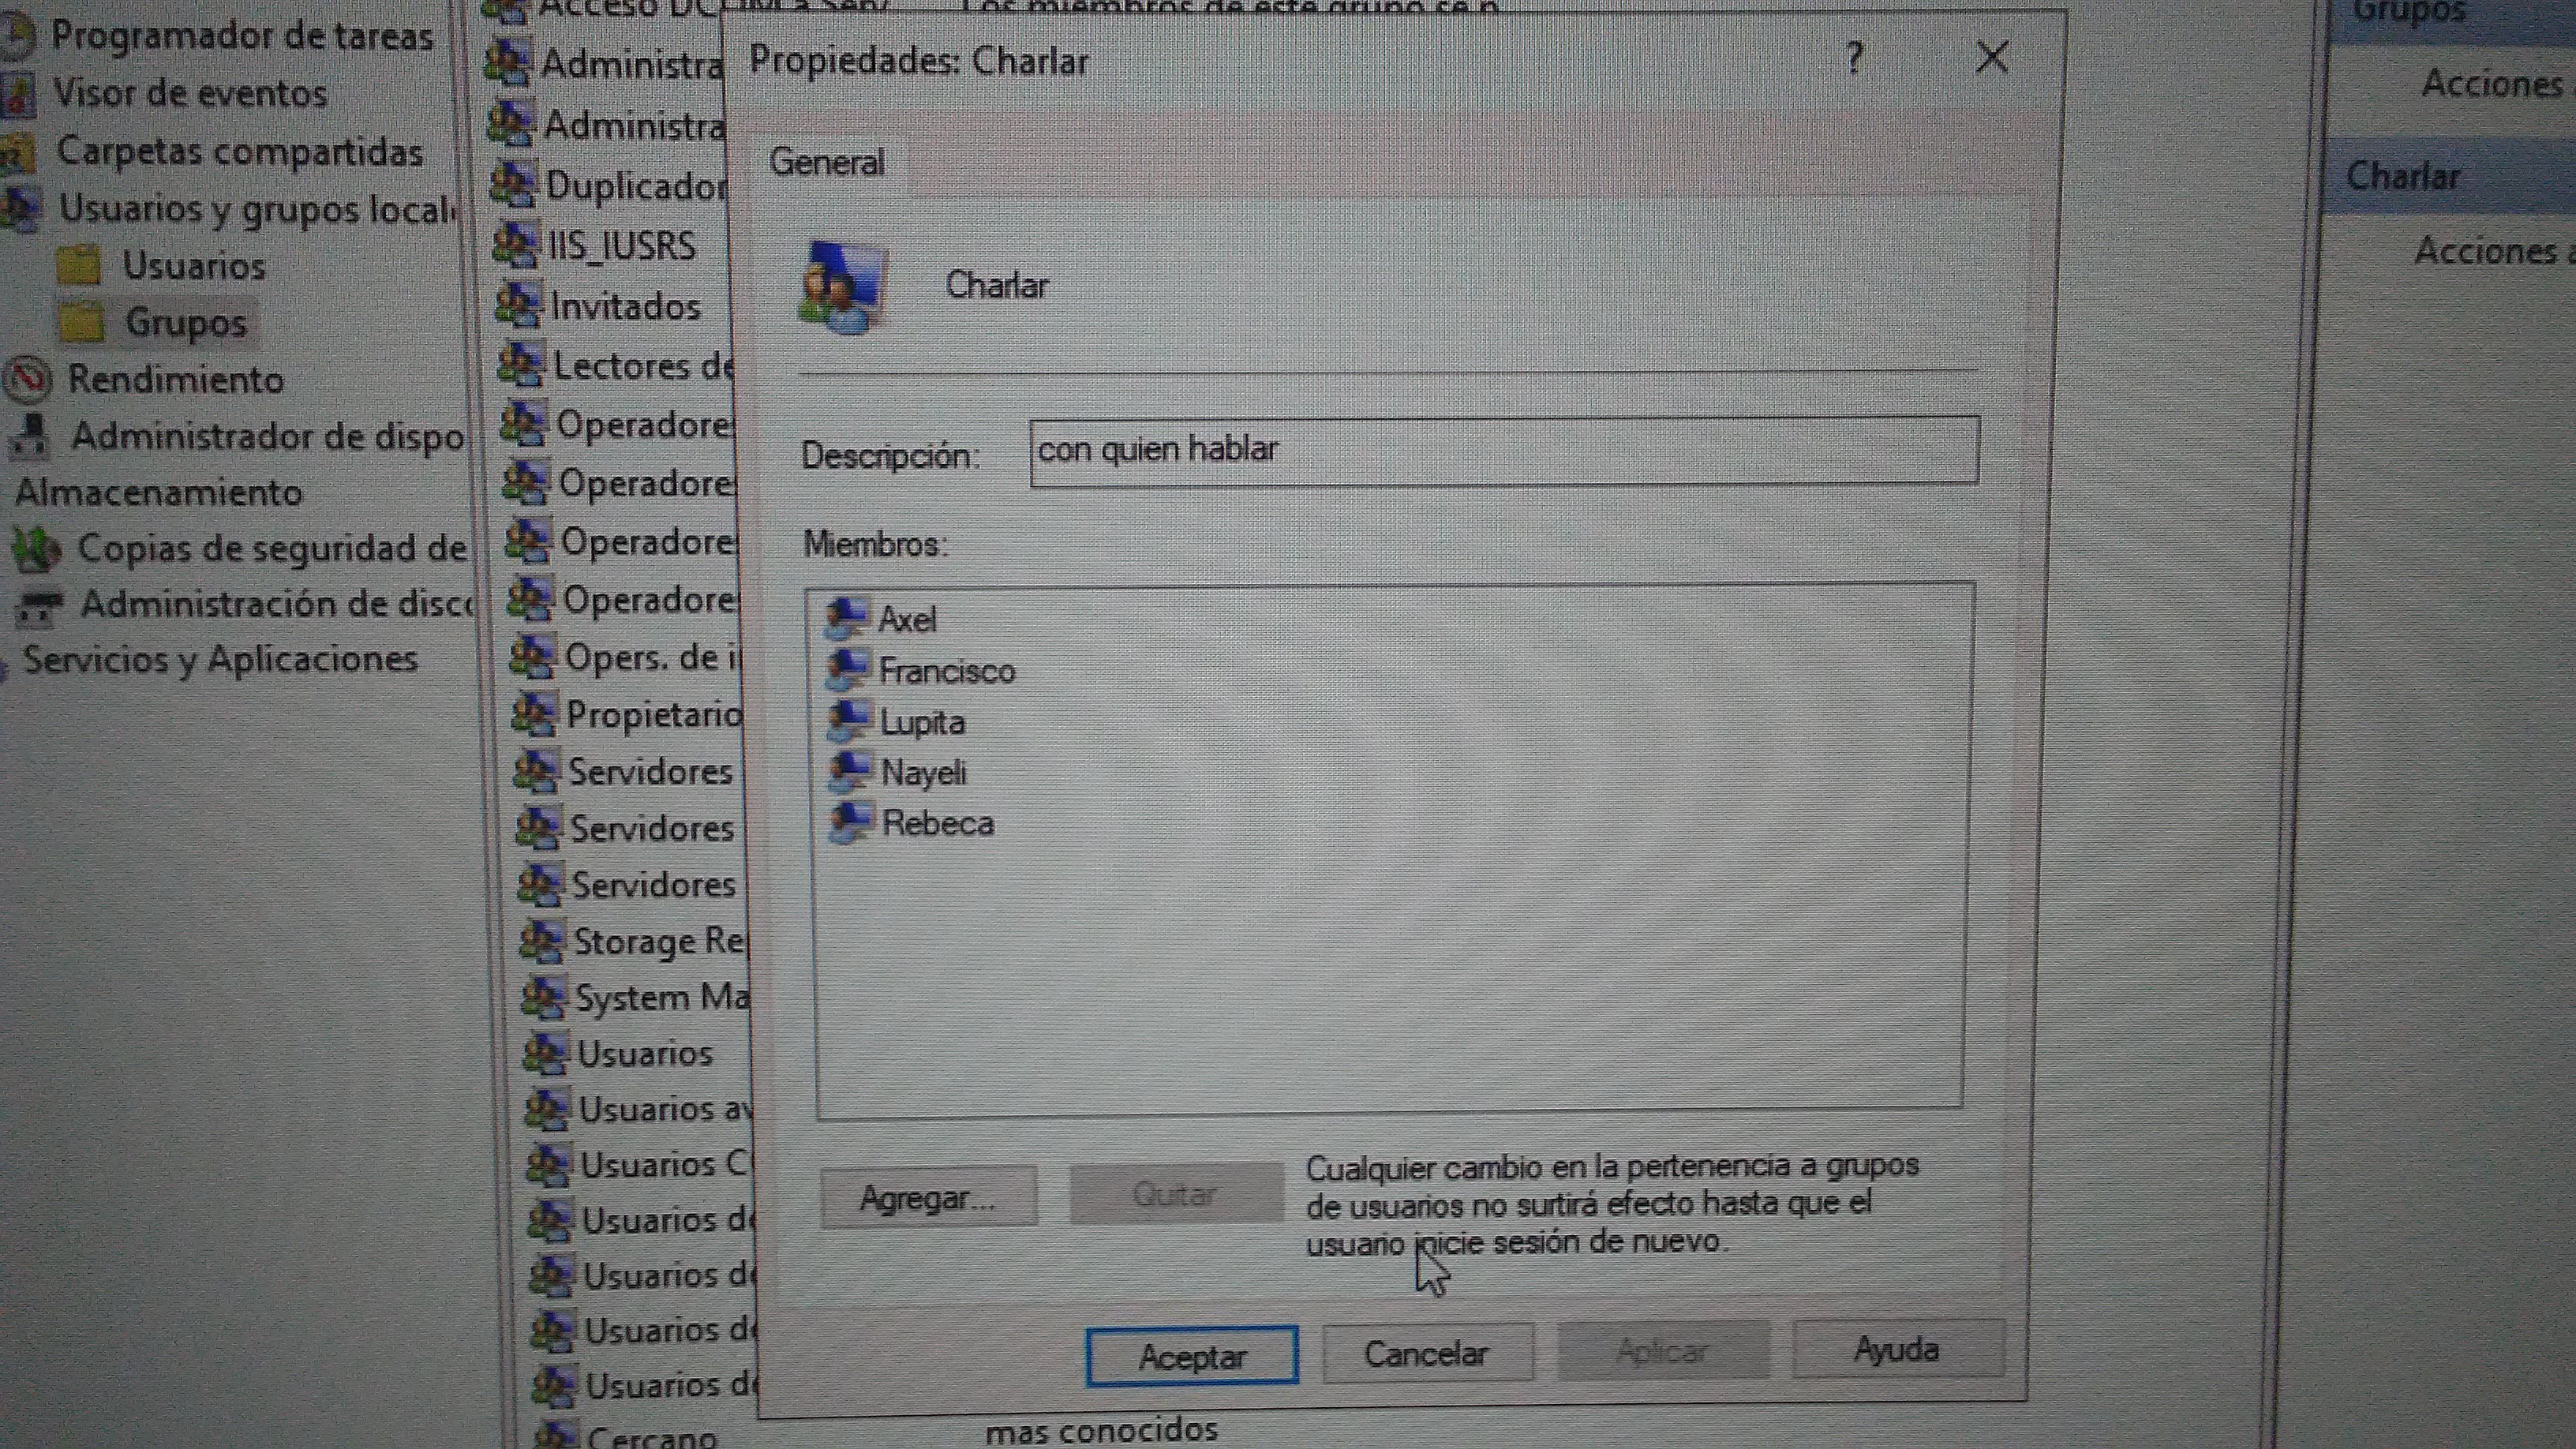 Programador de tareas
Visor de eventos
Carpetas compartidas
Usuarios y grupos local
Usuarios
Grupos
Rendimiento
Administrador de dispo
Almacenamiento
Copias de seguridad de
Administración de disc
Servicios y Aplicaciones
Acceso
Administra
Administra
Duplicador
IIS_IUSRS
Invitados
Lectores de
Operadore
Operadore
Operadore
Operadore
Opers. de i
Propietario
Servidores
Servidores
Servidores
Storage Re
System Ma
Usuarios
Usuarios av
Usuarios C
Usuarios de
Usuarios de
Usuarios de
Usuarios de
Cercano
Los miembros de este grupo se
mas conocidos
Propiedades: Charlar
?
General
Charlar
Descripción:
con quien hablar
Miembros:
Axel
Francisco
Lupita
Nayeli
Rebeca
Agregar...
Quitar
Cualquier cambio en la pertenencia a grupos
de usuarios no surtirá efecto hasta que el
usuario inicie sesión de nuevo.
Aceptar
Cancelar
Aplicar
Ayuda
Grupos
Acciones
Charlar
Acciones a